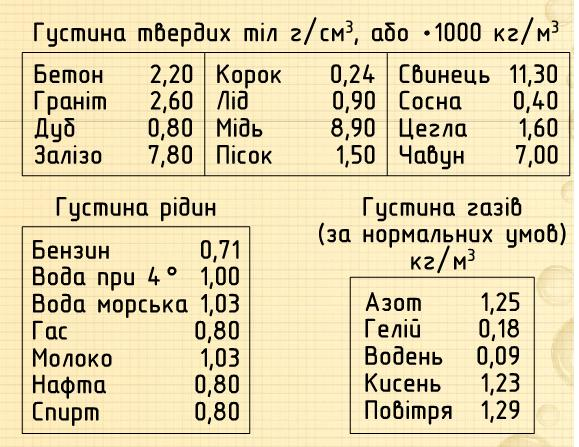 Густина твердих тіл г/см³, або •1000 кг/м³
Бетон 2,20 Корок 0,24 Свинець 11,30
Граніт 2,60 Лід 0,90 Сосна 0,40
Дуб 0,80 Мідь 8,90 Цегла 1,60
Залізо 7,80 Пісок 1,50 Чавун 7,00
Густина рідин
Бензин 0,71
Вода при 4° 1,00
Вода морська 1,03
Гас 0,80
Молоко 1,03
Нафта 0,80
Спирт 0,80
Густина газів
(за нормальних умов)
кг/м³
Азот 1,25
Гелій 0,18
Водень 0,09
Кисень 1,23
Повітря 1,29